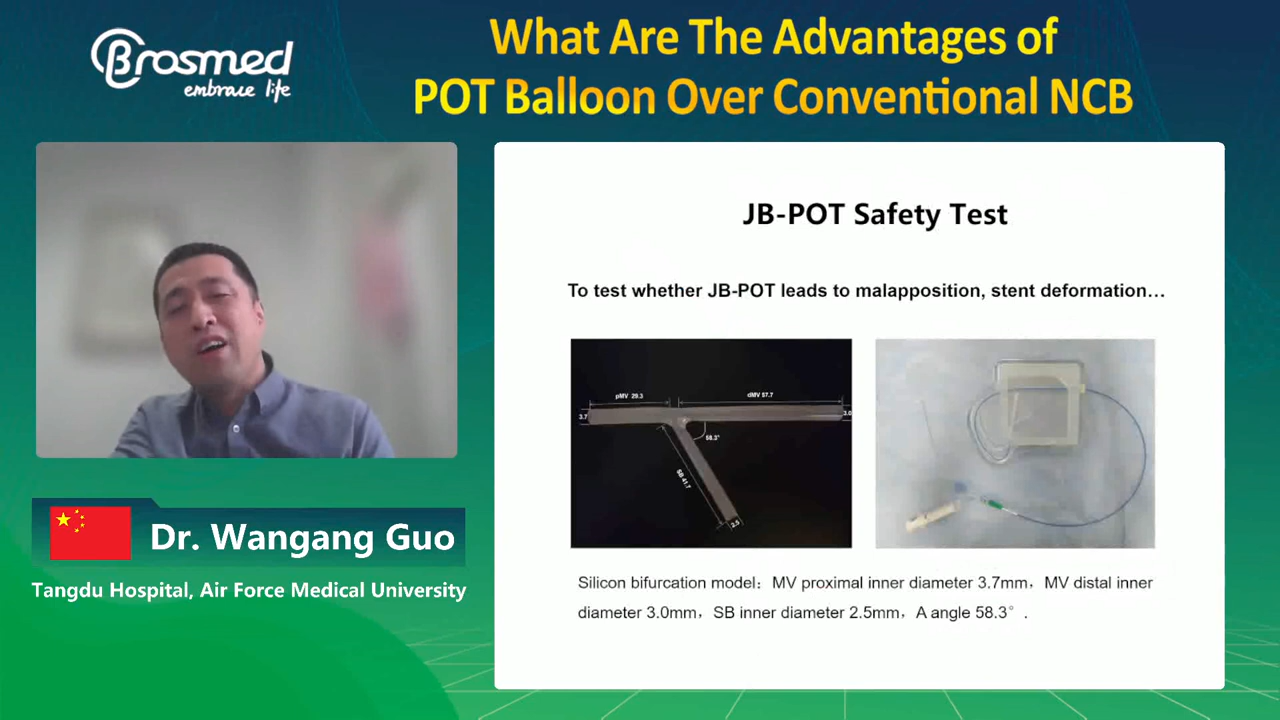 Brosmed
embrace life
What Are The Advantages of
POT Balloon Over Conventional NCB
JB-POT Safety Test
To test whether JB-POT leads to malapposition, stent deformation…
pMV 29.3
dMV 57.7
3.7
3.0
58.3°
SB 41.7
2.5
Silicon bifurcation model：MV proximal inner diameter 3.7mm，MV distal inner
diameter 3.0mm，SB inner diameter 2.5mm，A angle 58.3°.
Dr. Wangang Guo
Tangdu Hospital, Air Force Medical University